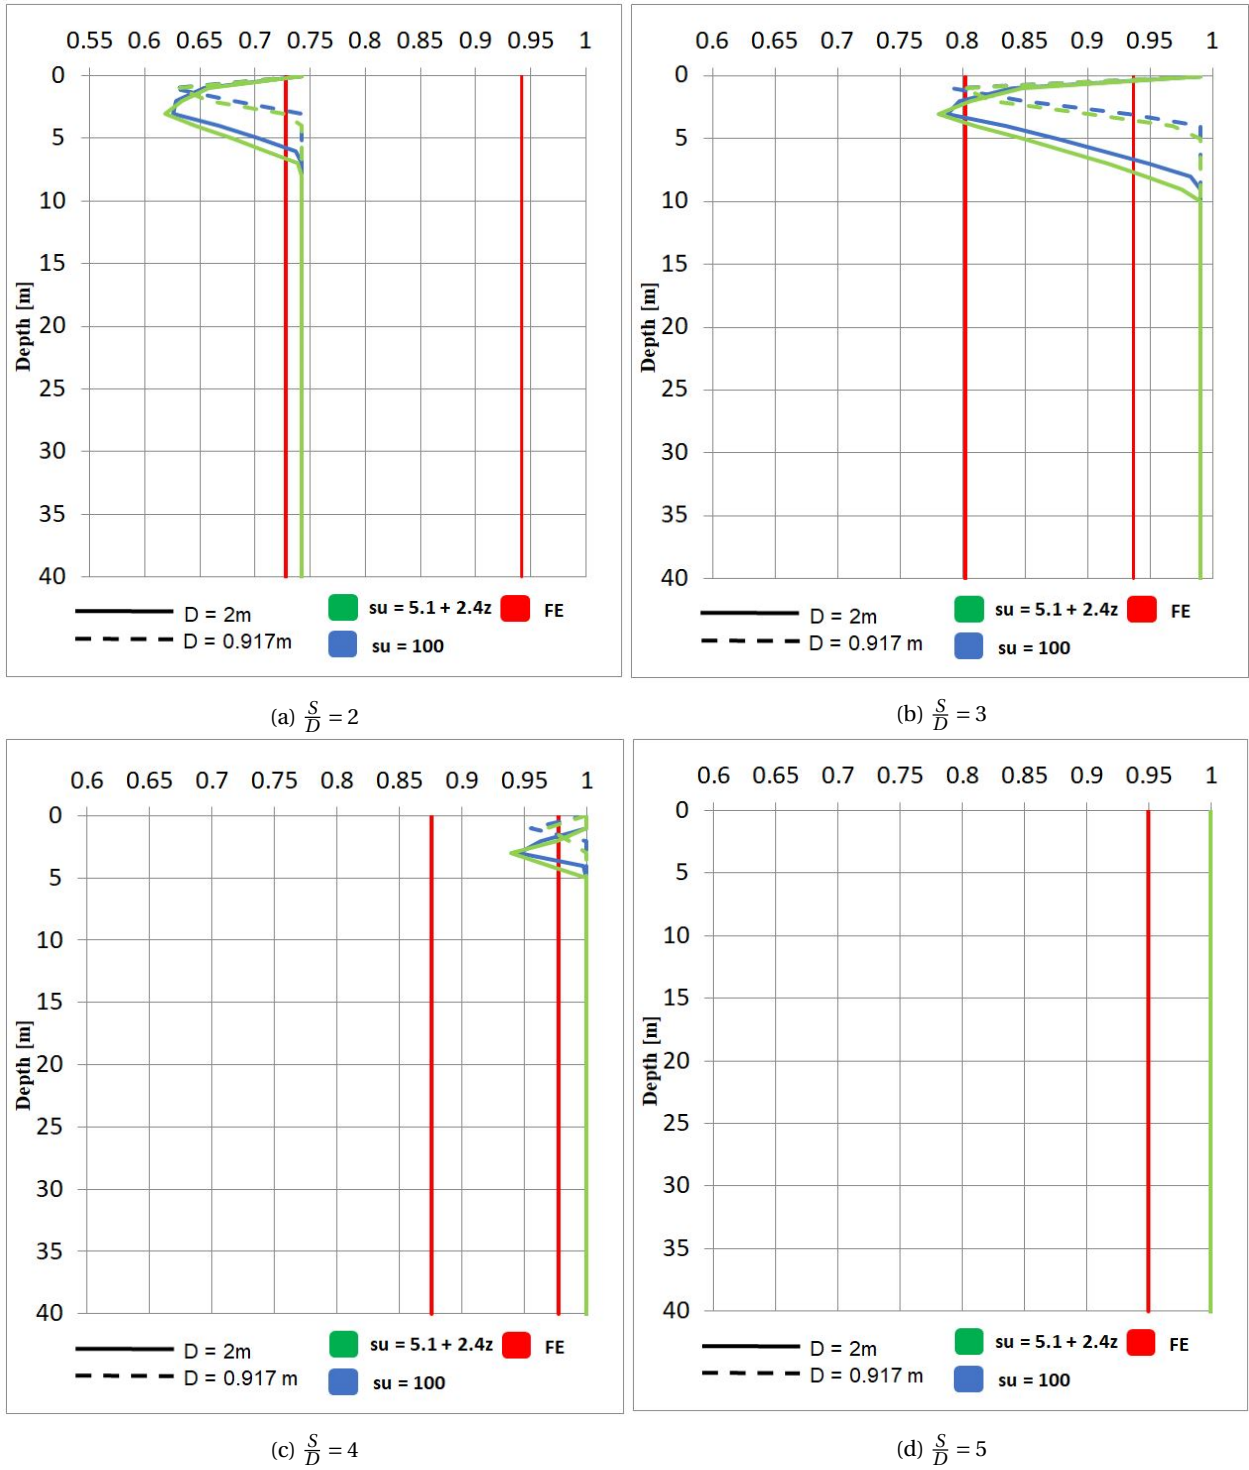 0.55 0.6 0.65 0.7 0.75 0.8 0.85 0.9 0.95 1
0
5
10
15
20
25
30
35
40
Depth [m]
D = 2m
D = 0.917m
su = 5.1 + 2.4z
FE
su = 100
(a) S/D = 2
0.6 0.65 0.7 0.75 0.8 0.85 0.9 0.95 1
0
5
10
15
20
25
30
35
40
Depth [m]
D = 2m
D = 0.917 m
su = 5.1 + 2.4z
FE
su = 100
(b) S/D = 3
0.6 0.65 0.7 0.75 0.8 0.85 0.9 0.95 1
0
5
10
15
20
25
30
35
40
Depth [m]
D = 2m
D = 0.917 m
su = 5.1 + 2.4z
FE
su = 100
(c) S/D = 4
0.6 0.65 0.7 0.75 0.8 0.85 0.9 0.95 1
0
5
10
15
20
25
30
35
40
Depth [m]
D = 2m
D = 0.917 m
su = 5.1 + 2.4z
FE
su = 100
(d) S/D = 5